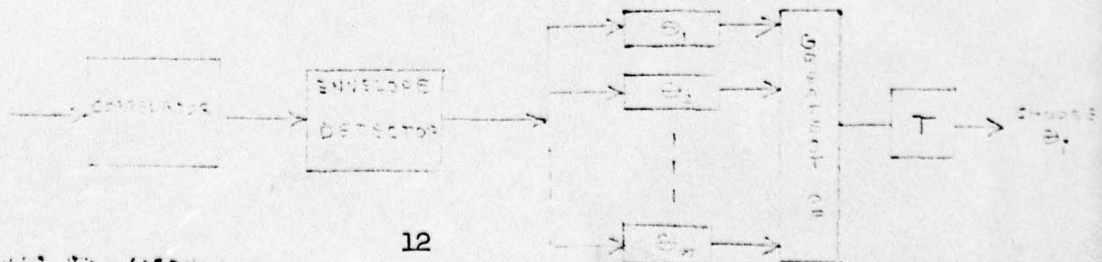 CORRELATOR
ENVELOPE
DETECTOR
θ₁
θ₂
θₙ
GREATEST OF
T
CHOOSE
θᵢ
12